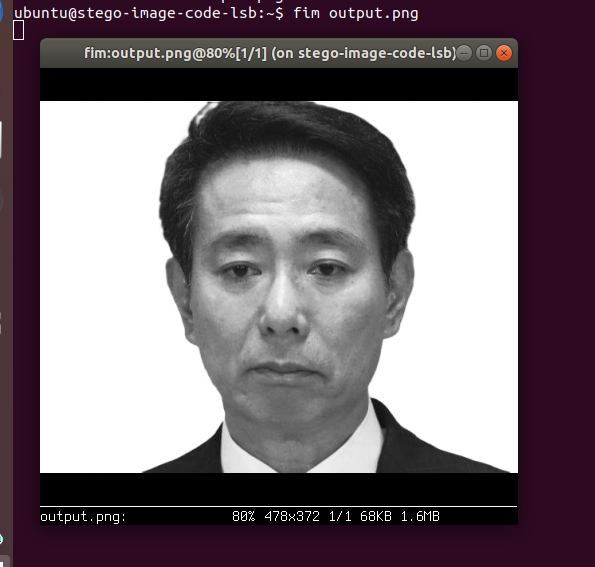 ubuntu@stego-image-code-lsb:~$ fim output.png
fim:output.png@80%[1/1] (on stego-image-code-lsb)
output.png: 80% 478x372 1/1 68KB 1.6MB